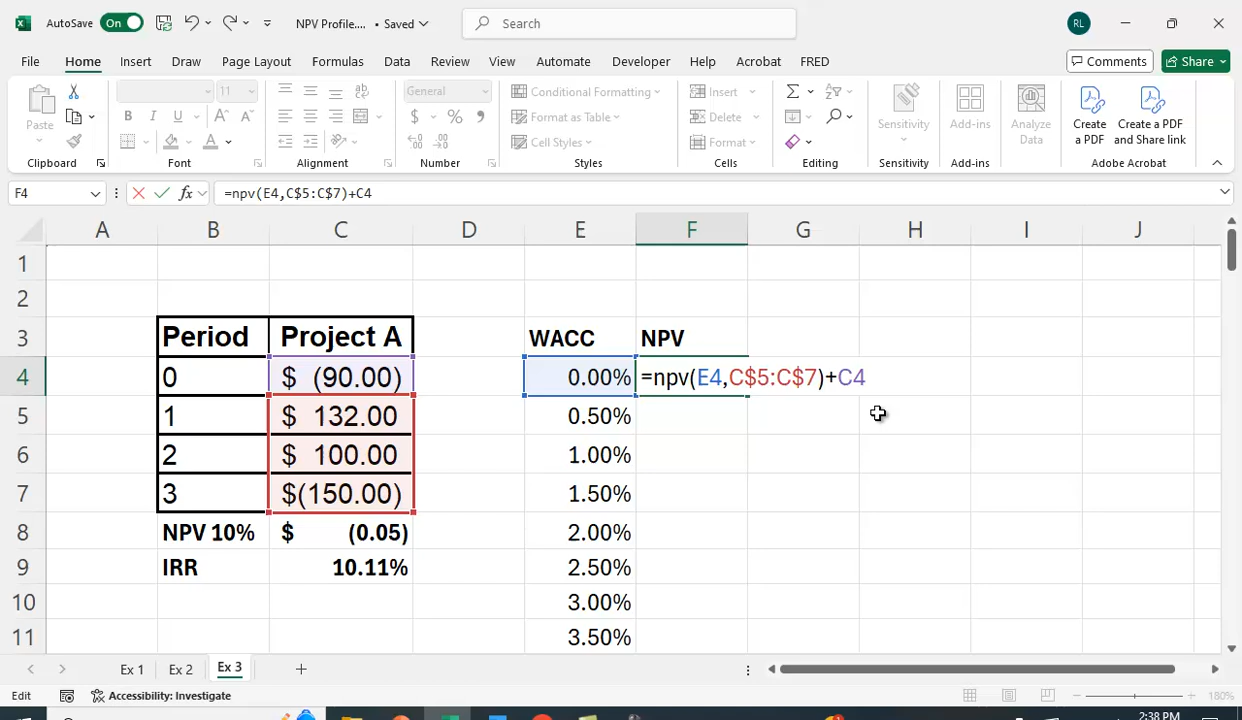 AutoSave On NPV Profile.... • Saved Search RL
File Home Insert Draw Page Layout Formulas Data Review View Automate Developer Help Acrobat FRED Comments Share
Paste
11
B I U A A A
General
$ % 9
Conditional Formatting
Format as Table
Cell Styles
Insert
Delete
Format
Sensitivity
Add-ins
Analyze Data
Create a PDF
Create a PDF and Share link
Clipboard Font Alignment Number Styles Cells Editing Sensitivity Add-ins Adobe Acrobat
F4 fx =npv(E4,C$5:C$7)+C4
A B C D E F G H I J
1
2
3 Period Project A WACC NPV
4 0 $ (90.00) 0.00% =npv(E4,C$5:C$7)+C4
5 1 $ 132.00 0.50%
6 2 $ 100.00 1.00%
7 3 $(150.00) 1.50%
8 NPV 10% $ (0.05) 2.00%
9 IRR 10.11% 2.50%
10 3.00%
11 3.50%
Ex 1 Ex 2 Ex 3
Edit Accessibility: Investigate 180%
2:38 PM